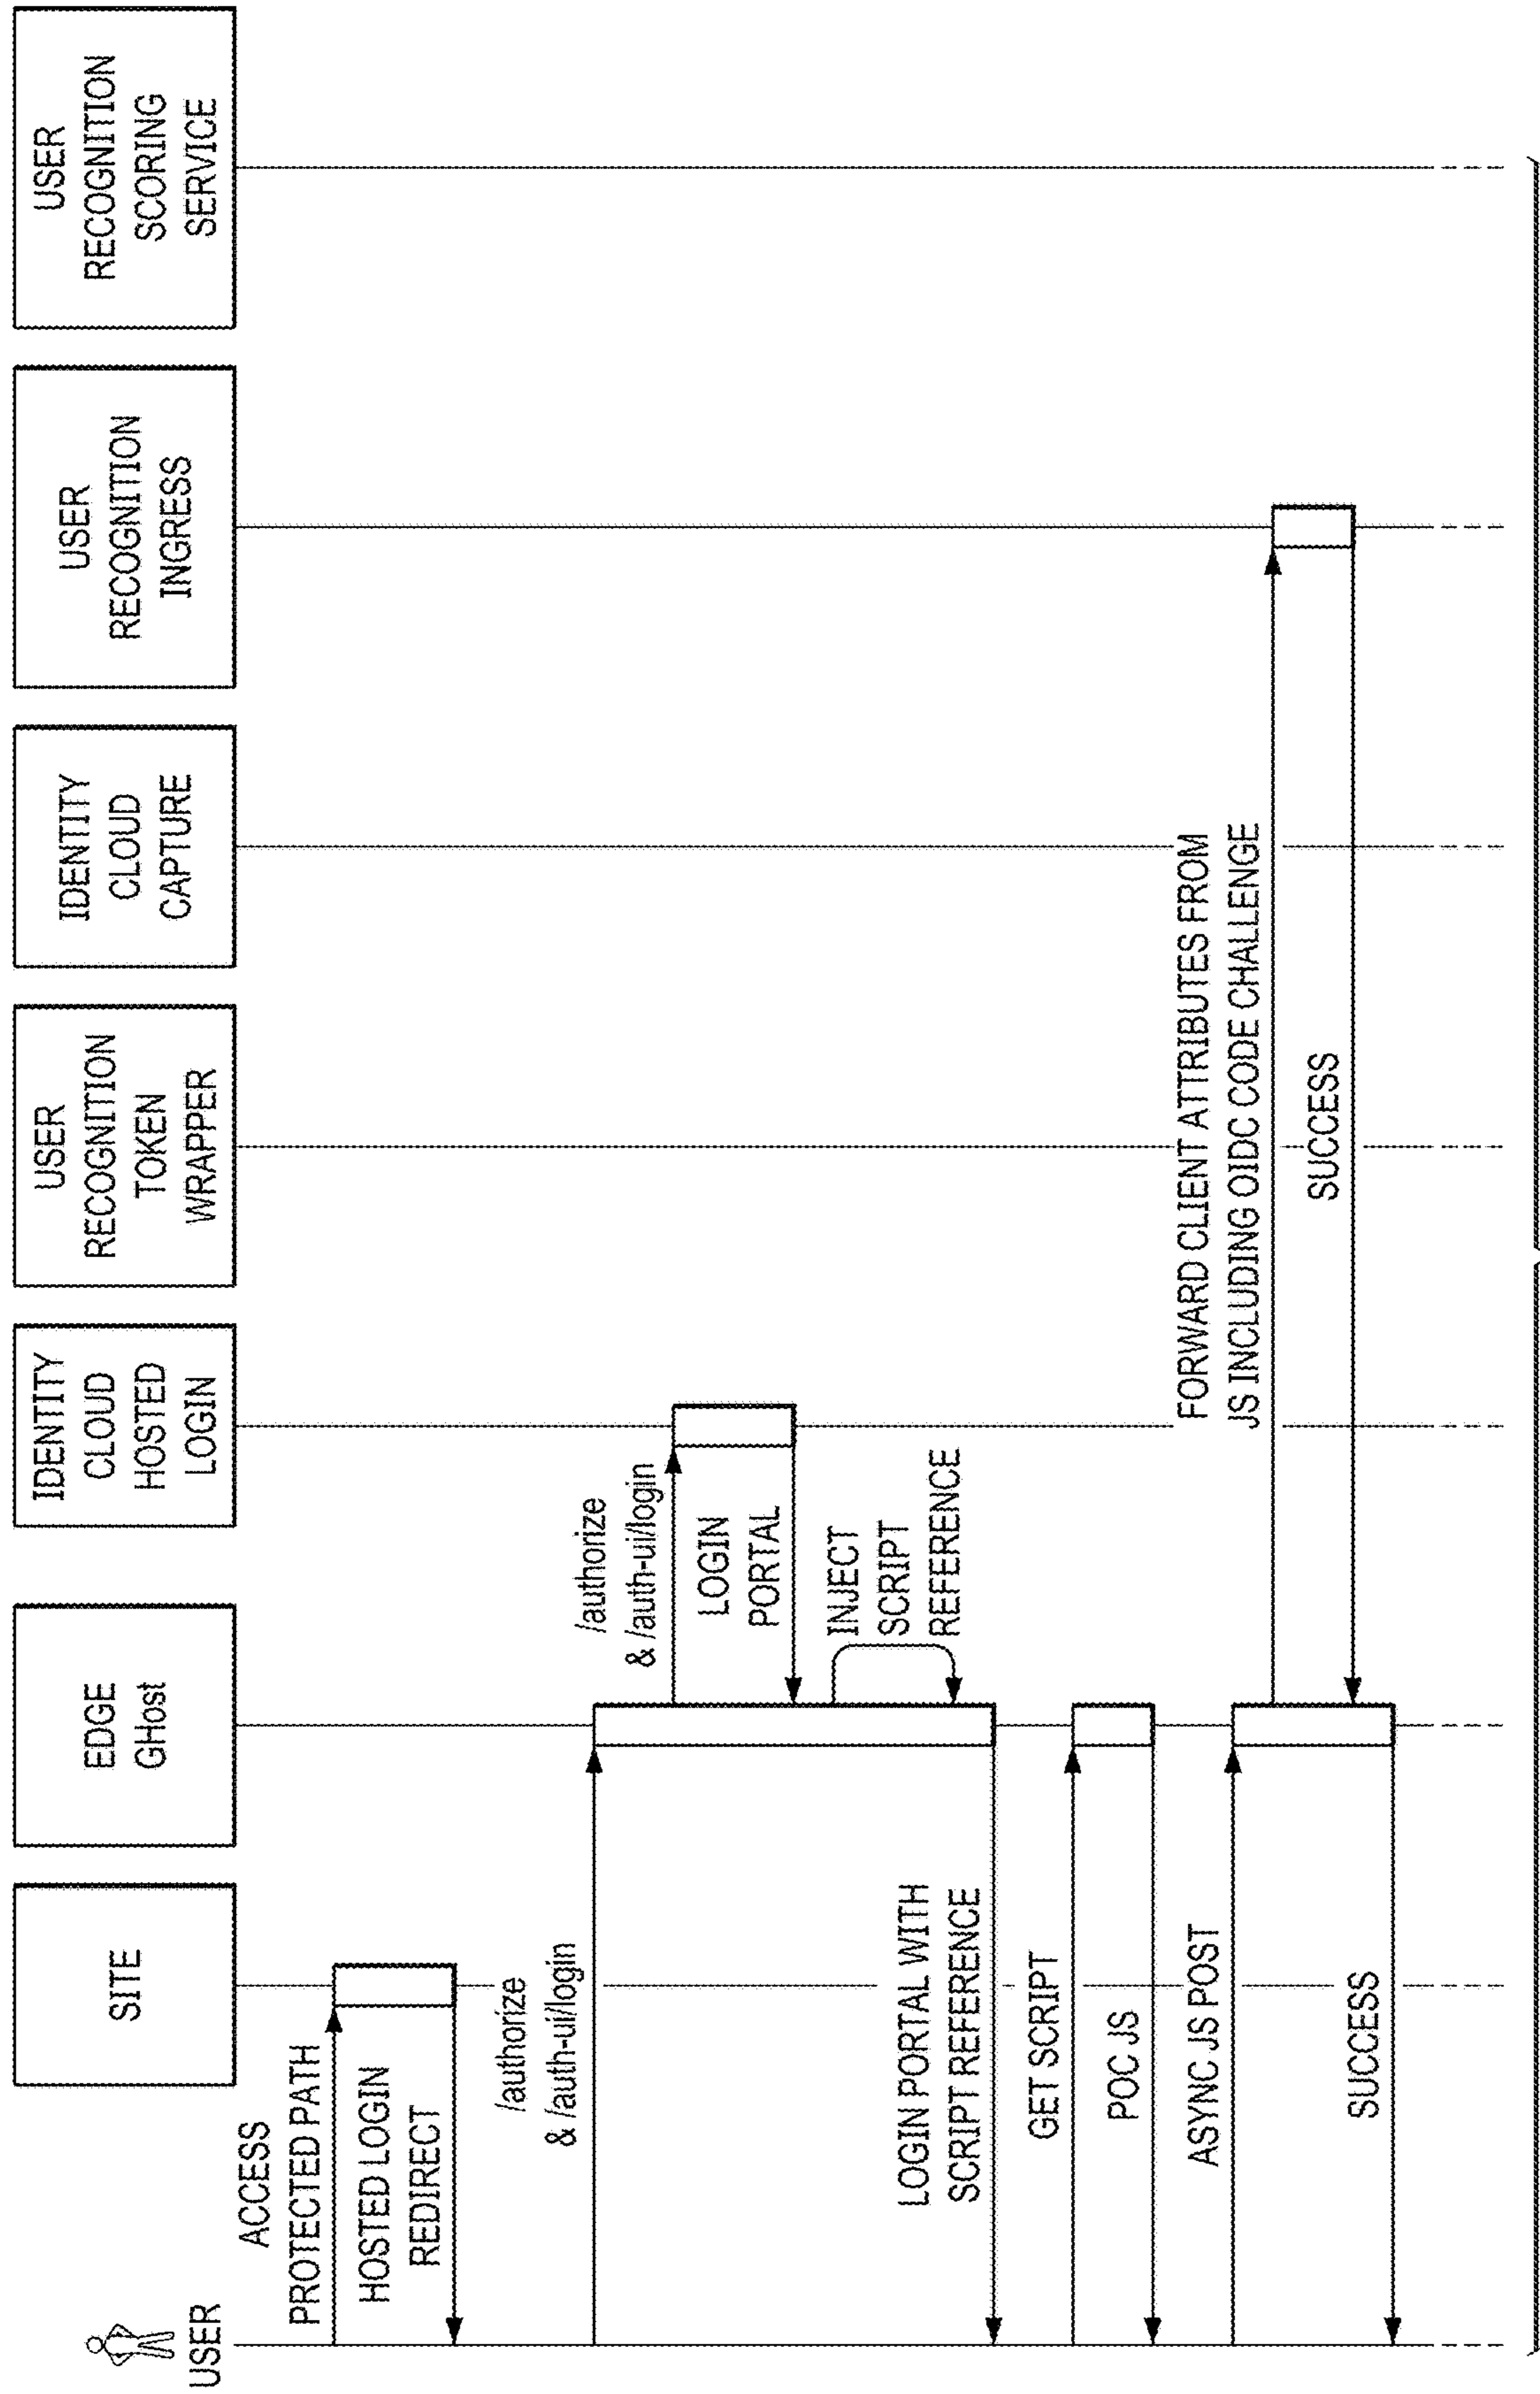 USER
SITE
EDGE
GHost
IDENTITY
CLOUD
HOSTED
LOGIN
USER
RECOGNITION
TOKEN
WRAPPER
IDENTITY
CLOUD
CAPTURE
USER
RECOGNITION
INGRESS
USER
RECOGNITION
SCORING
SERVICE
ACCESS
PROTECTED PATH
HOSTED LOGIN
REDIRECT
/authorize
& /auth-ui/login
/authorize
& /auth-ui/login
LOGIN
PORTAL
INJECT
SCRIPT
REFERENCE
LOGIN PORTAL WITH
SCRIPT REFERENCE
GET SCRIPT
POC JS
ASYNC JS POST
FORWARD CLIENT ATTRIBUTES FROM
JS INCLUDING OIDC CODE CHALLENGE
SUCCESS
SUCCESS